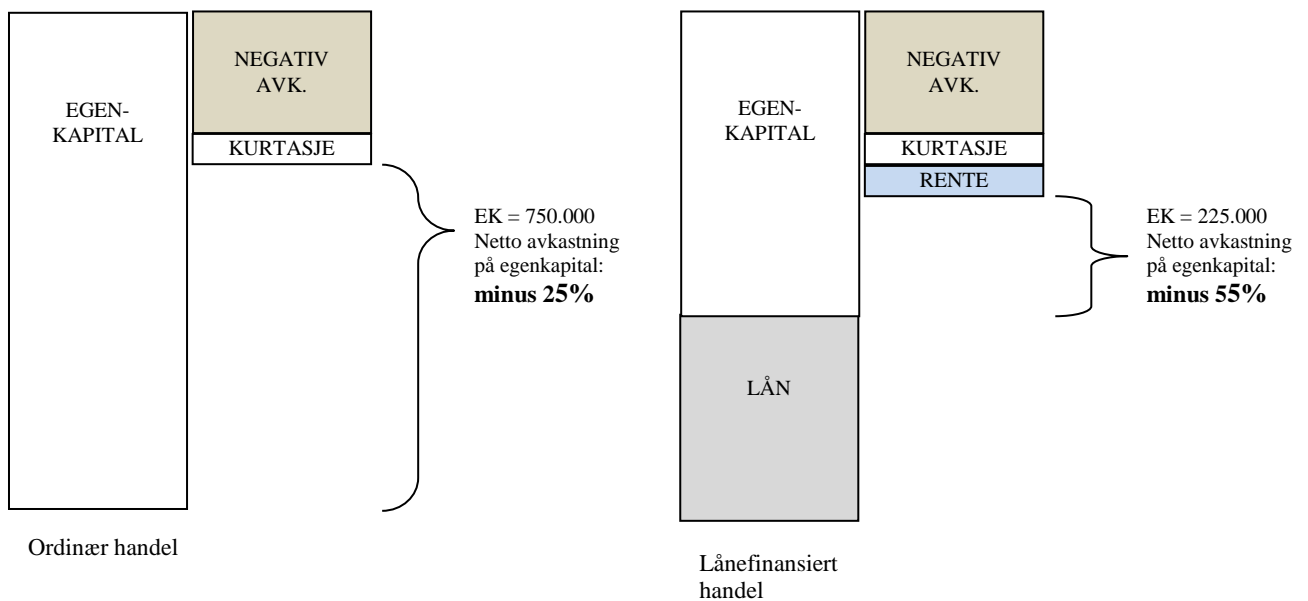 EGEN-
KAPITAL
NEGATIV
AVK.
KURTASJE
EK = 750.000
Netto avkastning
på egenkapital:
minus 25%
Ordinær handel
EGEN-
KAPITAL
LÅN
NEGATIV
AVK.
KURTASJE
RENTE
EK = 225.000
Netto avkastning
på egenkapital:
minus 55%
Lånefinansiert
handel